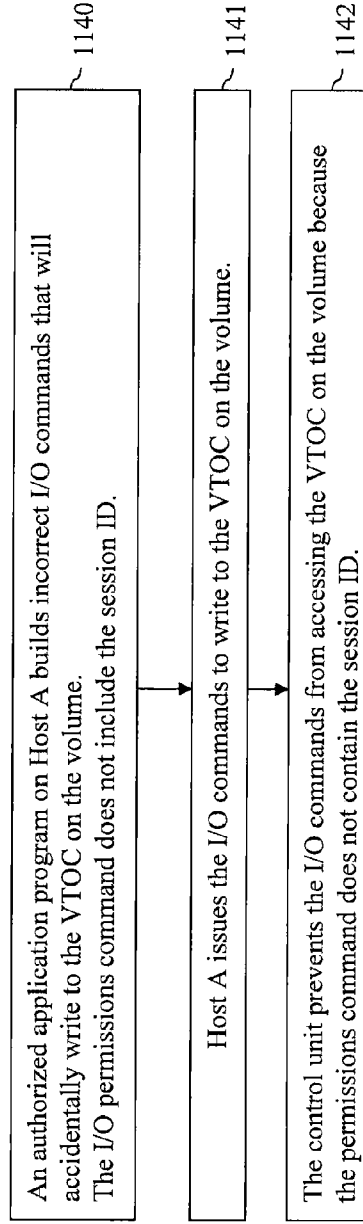 An authorized application program on Host A builds incorrect I/O commands that will
accidentally write to the VTOC on the volume.
The I/O permissions command does not include the session ID.
1140
Host A issues the I/O commands to write to the VTOC on the volume.
1141
The control unit prevents the I/O commands from accessing the VTOC on the volume because
the permissions command does not contain the session ID.
1142